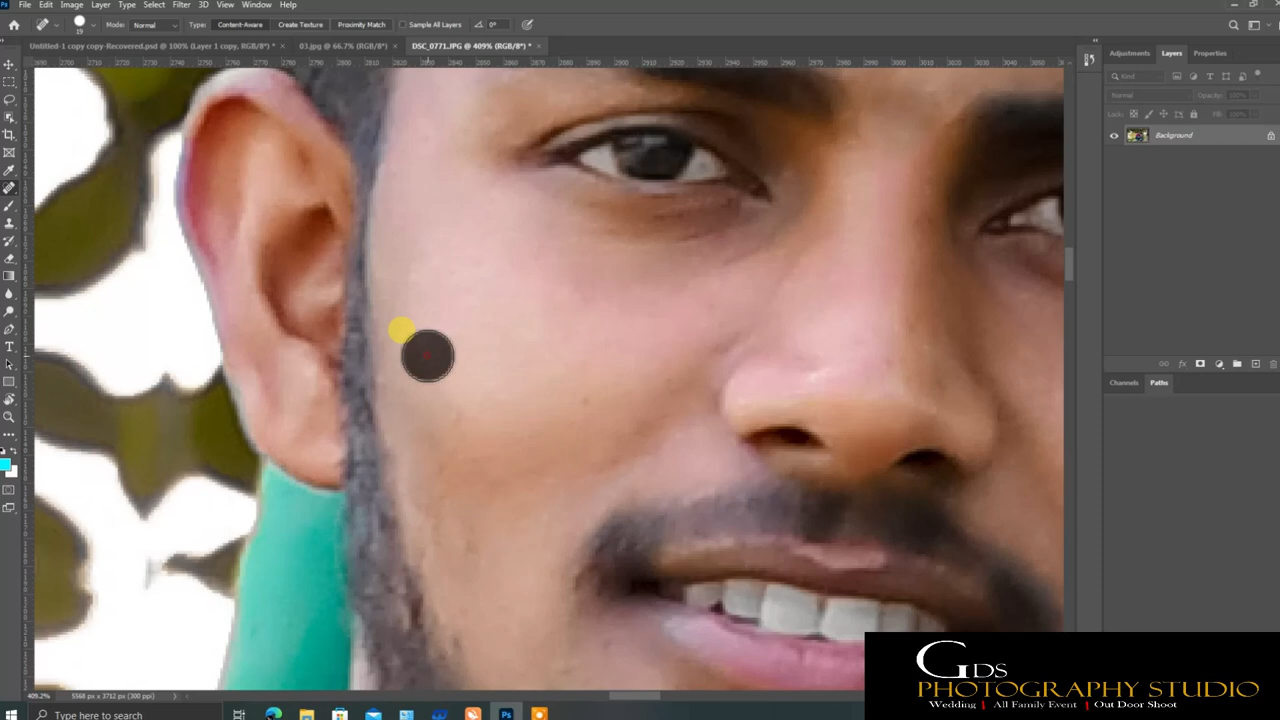 File Edit Image Layer Type Select Filter 3D View Window Help
19 Mode: Normal Type: Content-Aware Create Texture Proximity Match Sample All Layers 0°
Untitled-1 copy copy-Recovered.psd @ 100% (Layer 1 copy, RGB/8*) * × 03.jpg @ 66.7% (RGB/8*) × DSC_0771.JPG @ 409% (RGB/8*) * ×
Adjustments Layers Properties
Kind
Normal Opacity: 100%
Lock: Fill: 100%
Background
Channels Paths
409.2% 5568 px x 3712 px (300 ppi)
Type here to search
GDS
PHOTOGRAPHY STUDIO
Wedding | All Family Event | Out Door Shoot